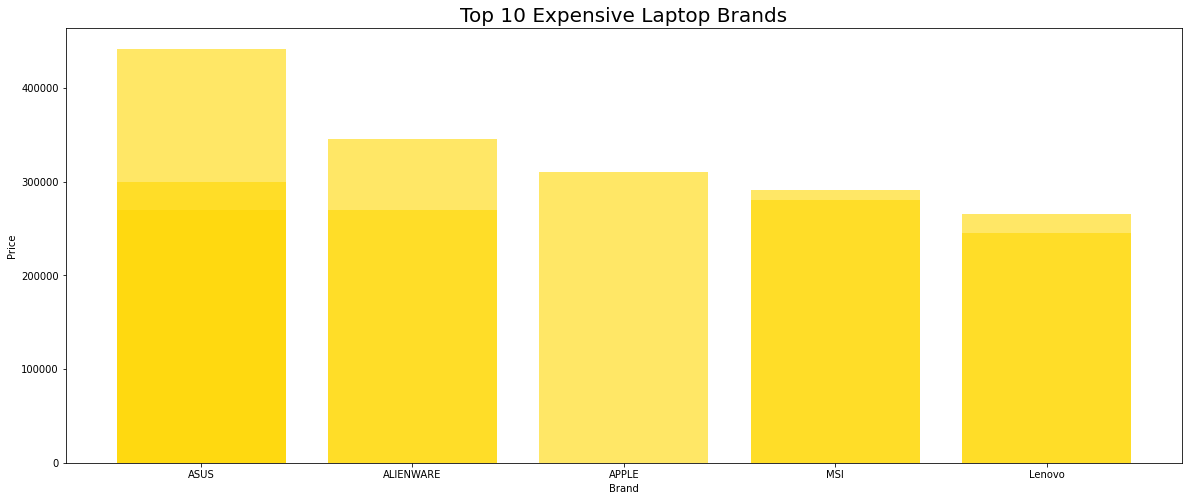 Top 10 Expensive Laptop Brands
Price
400000
300000
200000
100000
0
ASUS ALIENWARE APPLE MSI Lenovo
Brand